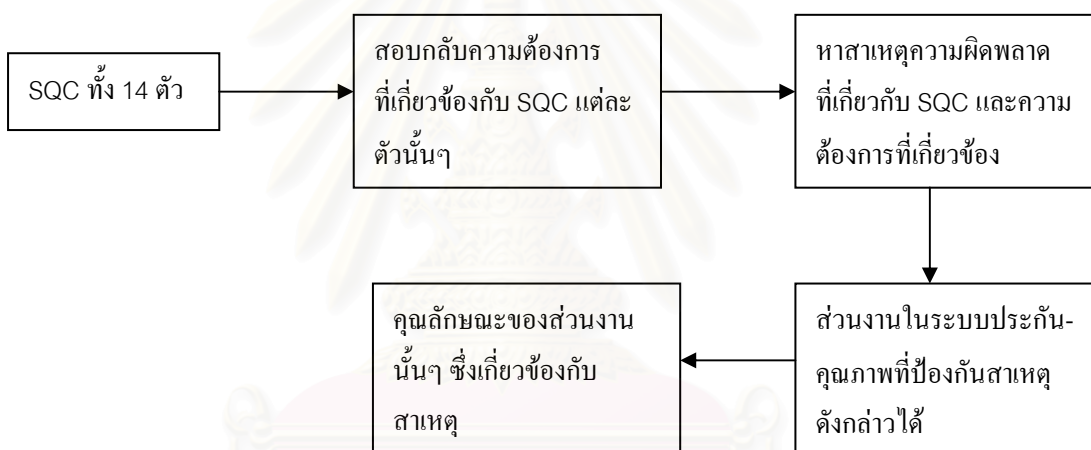 SQC ทั้ง 14 ตัว
สอบกลับความต้องการ
ที่เกี่ยวข้องกับ SQC แต่ละ
ตัวนั้นๆ
หาสาเหตุความผิดพลาด
ที่เกี่ยวกับ SQC และความ
ต้องการที่เกี่ยวข้อง
ส่วนงานในระบบประกัน-
คุณภาพที่ป้องกันสาเหตุ
ดังกล่าวได้
คุณลักษณะของส่วนงาน
นั้นๆ ซึ่งเกี่ยวข้องกับ
สาเหตุ